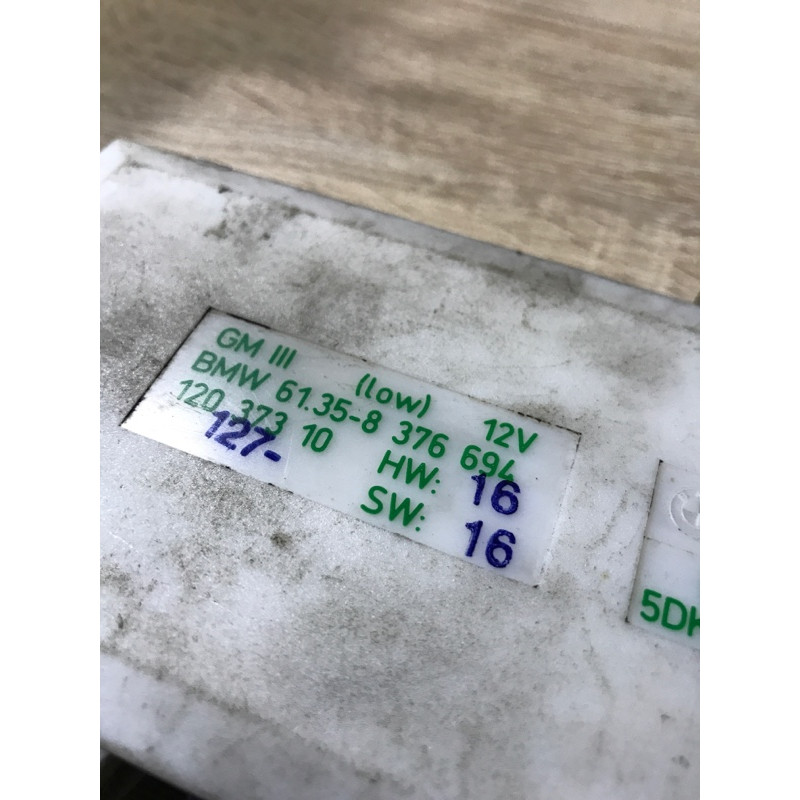 GM III (low) 12V
BMW 61.35-8 376 694
120 373 10 HW: 16
127- SW: 16
5DK